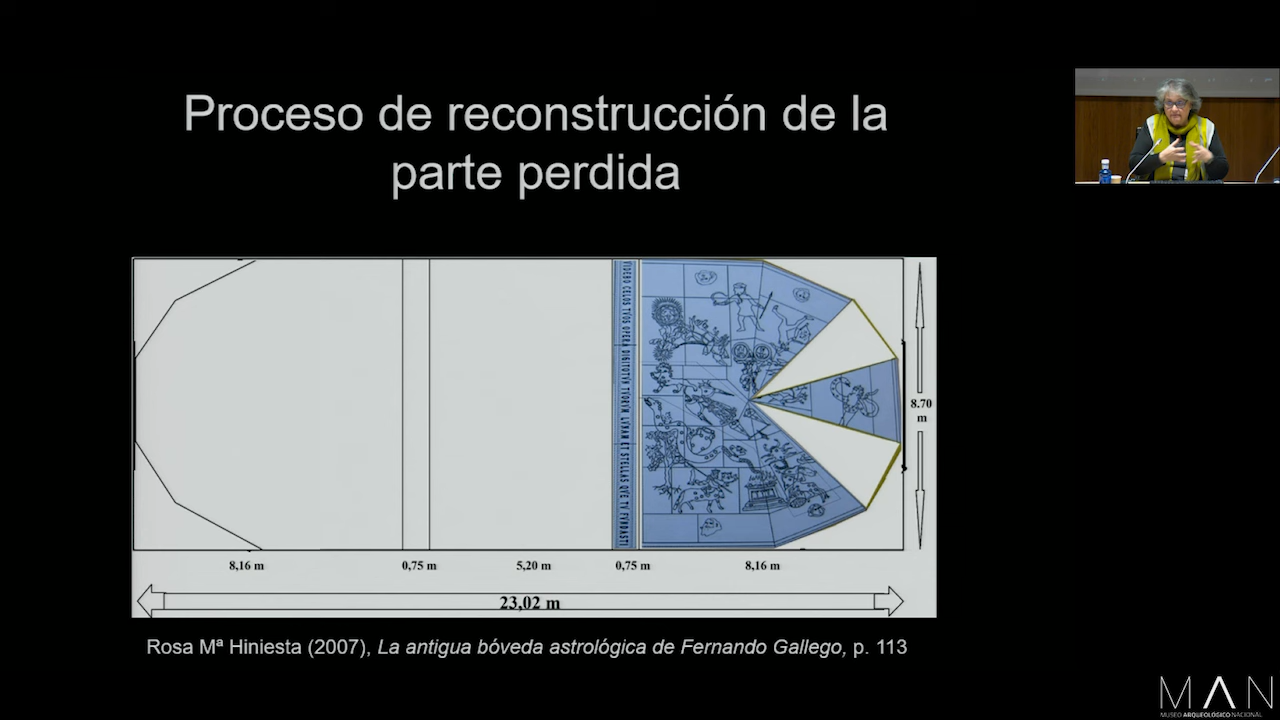 Proceso de reconstrucción de la
parte perdida
VIDEBO CELOS TVOS OPERA DIGITOTVM TVORVM LVNAM ET STELLAS QVE TV FVNDASTI
8.70
m
8,16 m
0,75 m
5,20 m
0,75 m
8,16 m
23,02 m
Rosa Mª Hiniesta (2007), La antigua bóveda astrológica de Fernando Gallego, p. 113
MAN
MUSEO ARQUEOLÓGICO NACIONAL